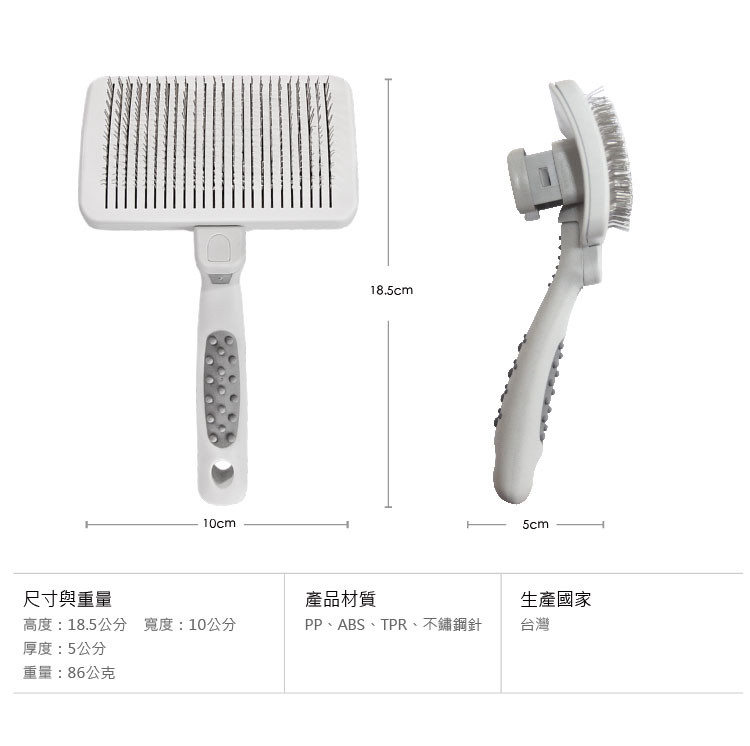 18.5cm
10cm
5cm
尺寸與重量
高度：18.5公分　寬度：10公分
厚度：5公分
重量：86公克
產品材質
PP、ABS、TPR、不鏽鋼針
生產國家
台灣